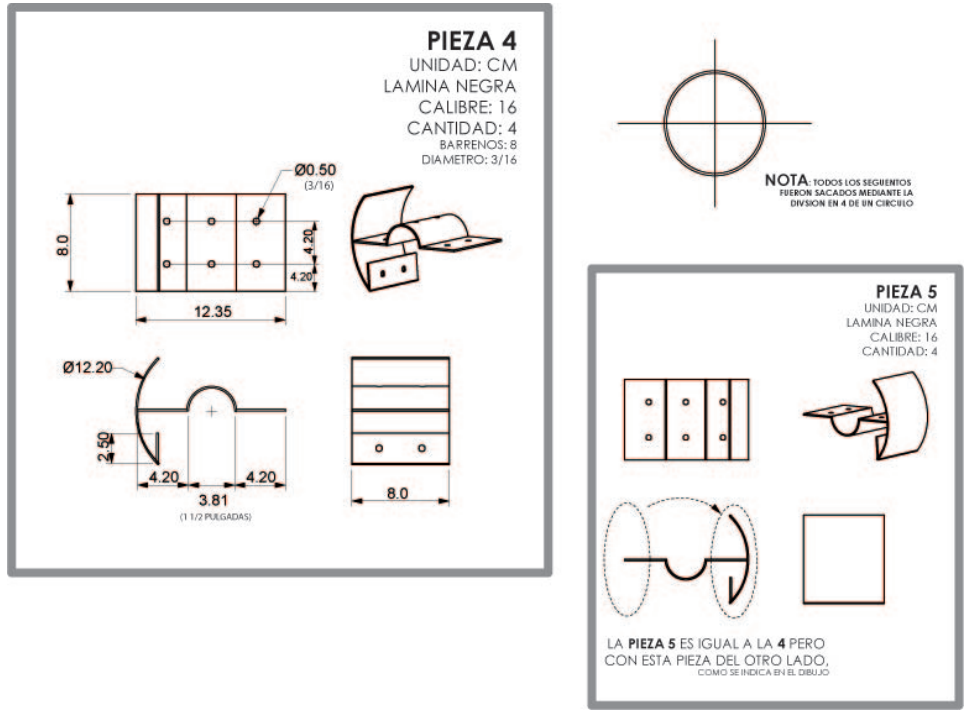 PIEZA 4
UNIDAD: CM
LAMINA NEGRA
CALIBRE: 16
CANTIDAD: 4
BARRENOS: 8
DIAMETRO: 3/16
Ø0.50
(3/16)
8.0
4.20
4.20
12.35
Ø12.20
2.50
4.20
4.20
3.81
(1 1/2 PULGADAS)
8.0
NOTA: TODOS LOS SEGUENTOS
FUERON SACADOS MEDIANTE LA
DIVSION EN 4 DE UN CIRCULO
PIEZA 5
UNIDAD: CM
LAMINA NEGRA
CALIBRE: 16
CANTIDAD: 4
LA PIEZA 5 ES IGUAL A LA 4 PERO
CON ESTA PIEZA DEL OTRO LADO,
COMO SE INDICA EN EL DIBUJO